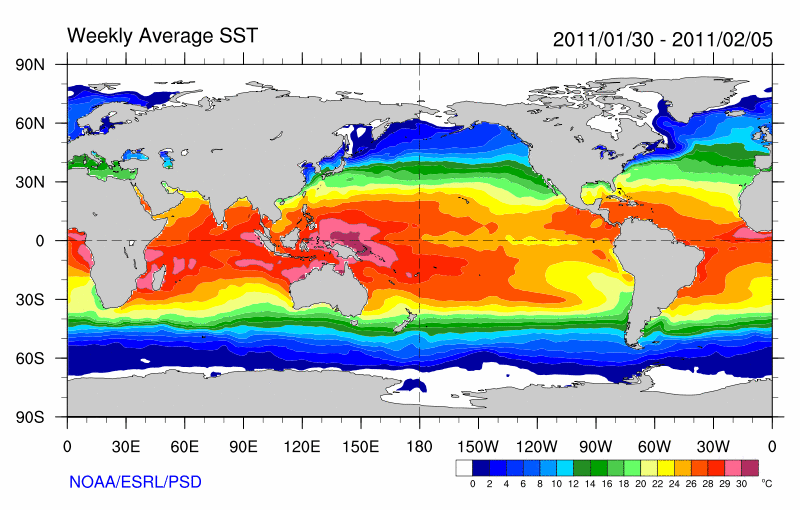 Weekly Average SST
2011/01/30 - 2011/02/05
90N
60N
30N
0
30S
60S
90S
0 30E 60E 90E 120E 150E 180 150W 120W 90W 60W 30W 0
NOAA/ESRL/PSD
0 2 4 6 8 10 12 14 16 18 20 22 24 26 28 29 30 °C